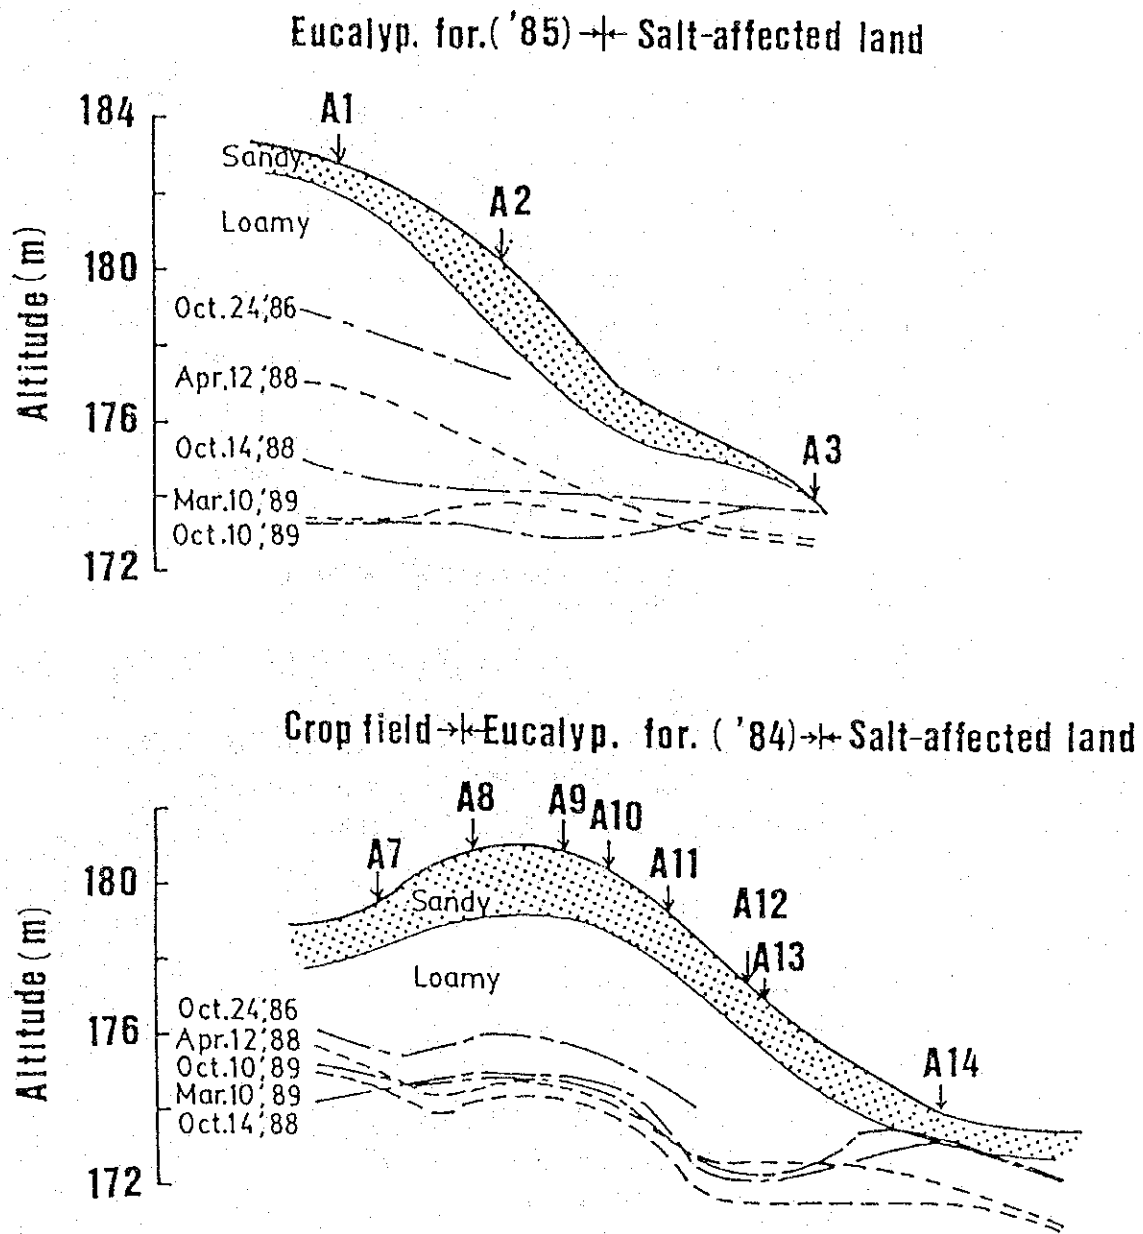 Eucalyp. for.('85) →|← Salt-affected land
184
A1
Sandy
A2
Loamy
180
Oct.24,'86
Apr.12,'88
176
Oct.14,'88
A3
Mar.10,'89
Oct.10,'89
172
Altitude(m)
Crop field→|←Eucalyp. for. ('84)→|← Salt-affected land
A8
A9
A10
A7
A11
180
Sandy
A12
A13
Loamy
Oct.24,'86
176
Apr.12,'88
Oct.10,'89
A14
Mar.10,'89
Oct.14,'88
172
Altitude(m)